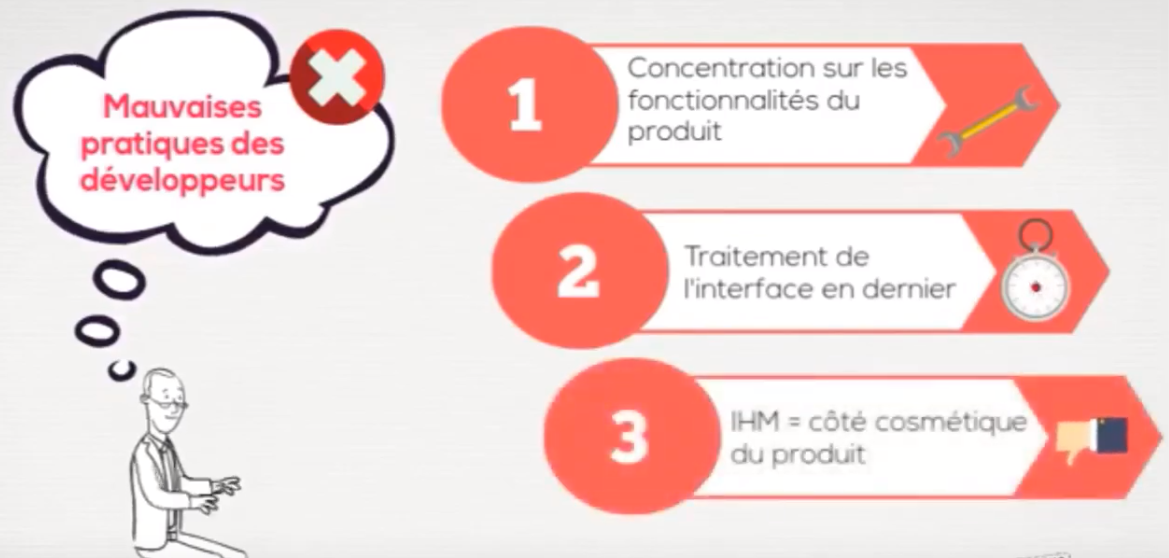 Mauvaises
pratiques des
développeurs
1
Concentration sur les
fonctionnalités du
produit
2
Traitement de
l'interface en dernier
3
IHM = côté cosmétique
du produit